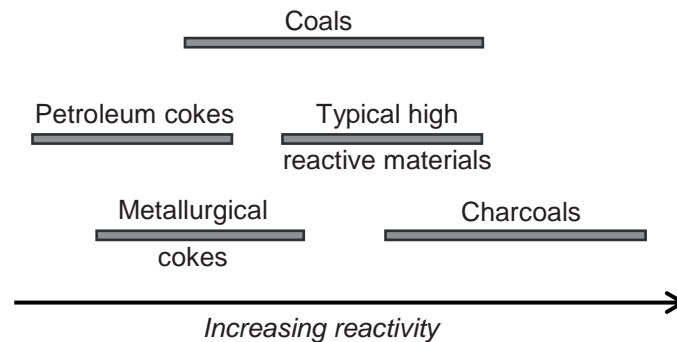 Coals
Petroleum cokes
Typical high
reactive materials
Metallurgical
cokes
Charcoals
Increasing reactivity